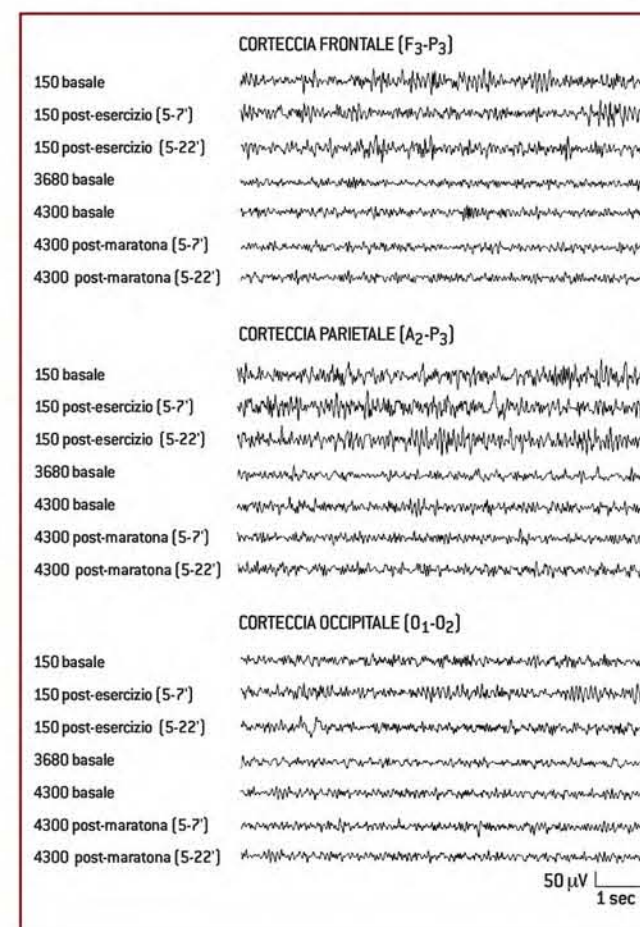 CORTECCIA FRONTALE (F3-P3)
150 basale
150 post-esercizio (5-7')
150 post-esercizio (5-22')
3680 basale
4300 basale
4300 post-maratona (5-7')
4300 post-maratona (5-22')
CORTECCIA PARIETALE (A2-P3)
150 basale
150 post-esercizio (5-7')
150 post-esercizio (5-22')
3680 basale
4300 basale
4300 post-maratona (5-7')
4300 post-maratona (5-22')
CORTECCIA OCCIPITALE (O1-O2)
150 basale
150 post-esercizio (5-7')
150 post-esercizio (5-22')
3680 basale
4300 basale
4300 post-maratona (5-7')
4300 post-maratona (5-22')
50 µV
1 sec